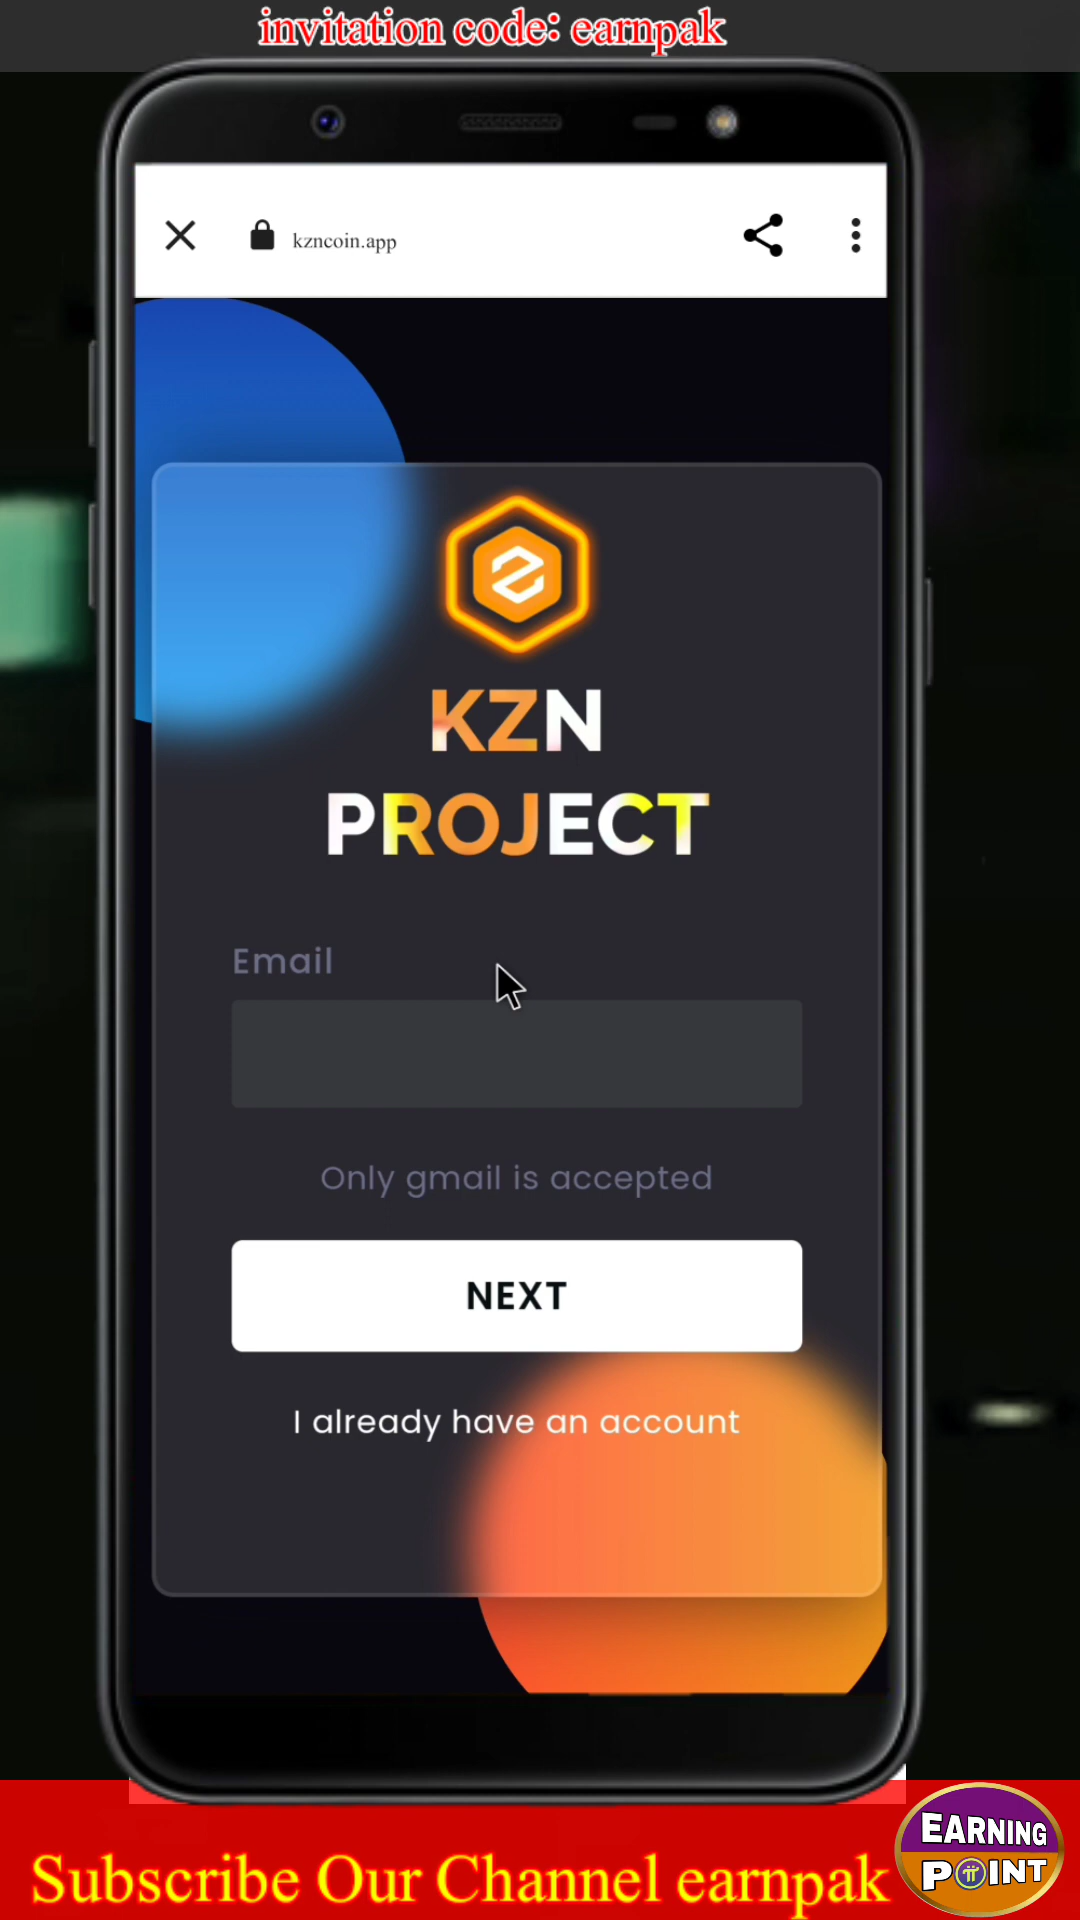 invitation code: earnpak
kzncoin.app
KZN
PROJECT
Email
Only gmail is accepted
NEXT
I already have an account
Subscribe Our Channel earnpak
EARNING
POINT